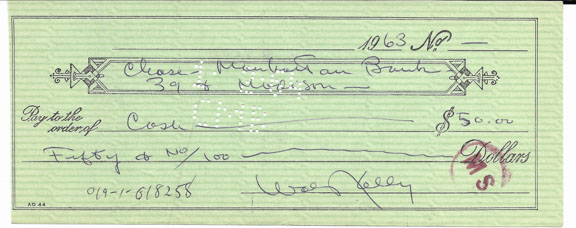 1963 No. —
Chase Manhattan Bank
39 & Madison —
Pay to the order of Cash $50.00
Fifty & No/100 Dollars
MS
019-1-618258 Walt Kelly
AD 44